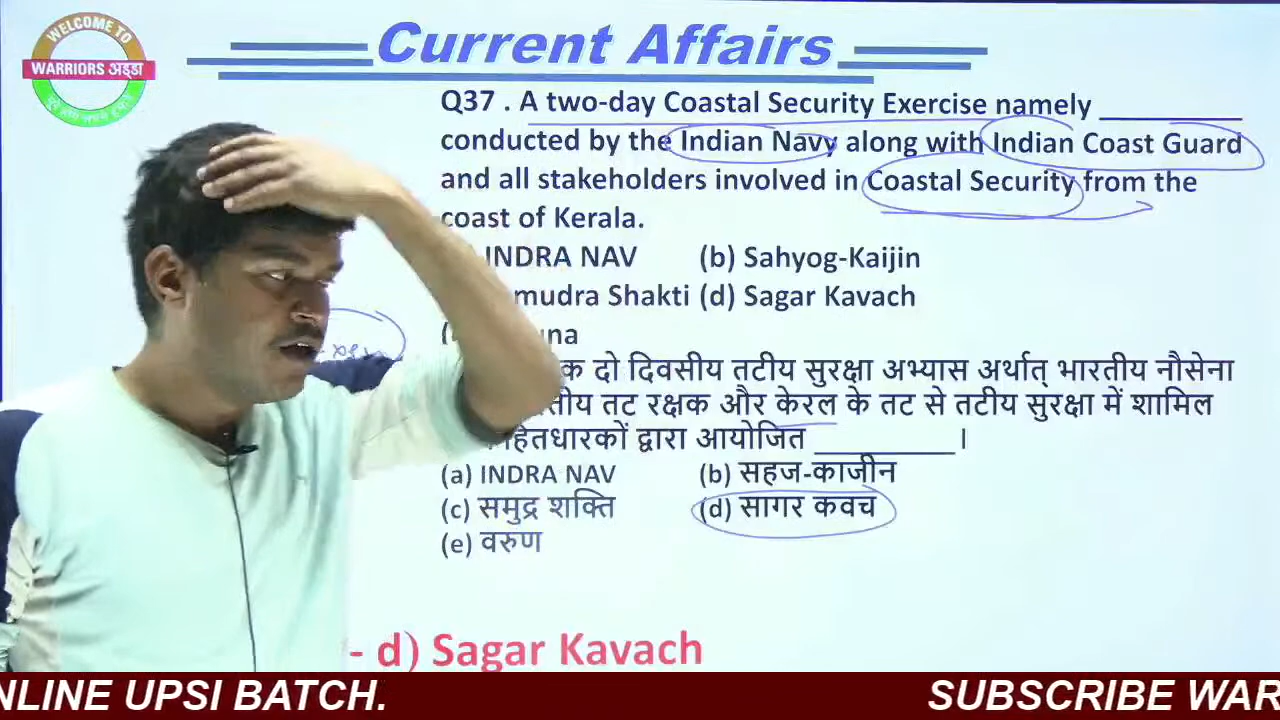 WELCOME TO
WARRIORS अड्डा
Current Affairs
Q37 . A two-day Coastal Security Exercise namely __________
conducted by the Indian Navy along with Indian Coast Guard
and all stakeholders involved in Coastal Security from the
coast of Kerala.
INDRA NAV (b) Sahyog-Kaijin
mudra Shakti (d) Sagar Kavach
na
क दो दिवसीय तटीय सुरक्षा अभ्यास अर्थात् भारतीय नौसेना
तीय तट रक्षक और केरल के तट से तटीय सुरक्षा में शामिल
हितधारकों द्वारा आयोजित __________ ।
(a) INDRA NAV (b) सहज-काजीन
(c) समुद्र शक्ति (d) सागर कवच
(e) वरुण
- d) Sagar Kavach
NLINE UPSI BATCH. SUBSCRIBE WAR